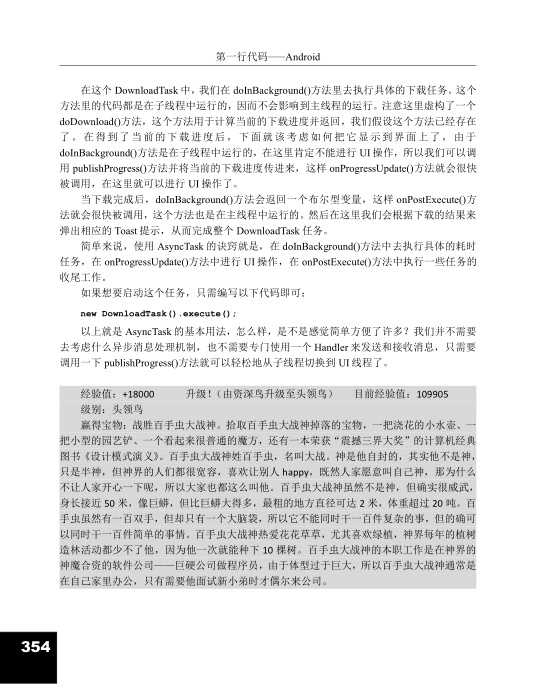 第一行代码——Android
在这个 DownloadTask 中，我们在 doInBackground()方法里去执行具体的下载任务。这个
方法里的代码都是在子线程中运行的，因而不会影响到主线程的运行。注意这里虚构了一个
doDownload()方法，这个方法用于计算当前的下载进度并返回，我们假设这个方法已经存在
了。在得到了当前的下载进度后，下面就该考虑如何把它显示到界面上了，由于
doInBackground()方法是在子线程中运行的，在这里肯定不能进行 UI 操作，所以我们可以调
用 publishProgress()方法并将当前的下载进度传进来，这样 onProgressUpdate()方法就会很快
被调用，在这里就可以进行 UI 操作了。
当下载完成后，doInBackground()方法会返回一个布尔型变量，这样 onPostExecute()方
法就会很快被调用，这个方法也是在主线程中运行的。然后在这里我们会根据下载的结果来
弹出相应的 Toast 提示，从而完成整个 DownloadTask 任务。
简单来说，使用 AsyncTask 的诀窍就是，在 doInBackground()方法中去执行具体的耗时
任务，在 onProgressUpdate()方法中进行 UI 操作，在 onPostExecute()方法中执行一些任务的
收尾工作。
如果想要启动这个任务，只需编写以下代码即可：
new DownloadTask().execute();
以上就是 AsyncTask 的基本用法，怎么样，是不是感觉简单方便了许多？我们并不需要
去考虑什么异步消息处理机制，也不需要专门使用一个 Handler 来发送和接收消息，只需要
调用一下 publishProgress()方法就可以轻松地从子线程切换到 UI 线程了。
经验值：+18000 升级！（由资深鸟升级至头领鸟） 目前经验值：109905
级别：头领鸟
赢得宝物：战胜百手虫大战神。拾取百手虫大战神掉落的宝物，一把浇花的小水壶、一
把小型的园艺铲、一个看起来很普通的魔方，还有一本荣获“震撼三界大奖”的计算机经典
图书《设计模式演义》。百手虫大战神姓百手虫，名叫大战。神是他自封的，其实他不是神，
只是半神，但神界的人们都很宽容，喜欢让别人 happy，既然人家愿意叫自己神，那为什么
不让人家开心一下呢，所以大家也都这么叫他。百手虫大战神虽然不是神，但确实很威武，
身长接近 50 米，像巨蟒，但比巨蟒大得多，最粗的地方直径可达 2 米，体重超过 20 吨。百
手虫虽然有一百双手，但却只有一个大脑袋，所以它不能同时干一百件复杂的事，但的确可
以同时干一百件简单的事情。百手虫大战神热爱花花草草，尤其喜欢绿植，神界每年的植树
造林活动都少不了他，因为他一次就能种下 10 棵树。百手虫大战神的本职工作是在神界的
神魔合资的软件公司——巨硬公司做程序员，由于体型过于巨大，所以百手虫大战神通常是
在自己家里办公，只有需要他面试新小弟时才偶尔来公司。
354